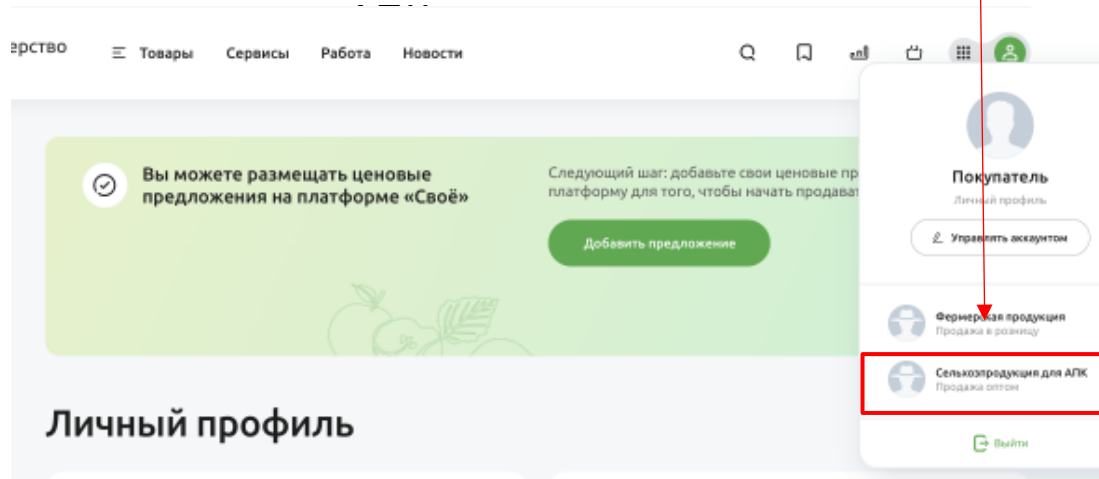 ерство
Товары Сервисы Работа Новости
Вы можете размещать ценовые
предложения на платформе «Своё»
Следующий шаг: добавьте свои ценовые пр
платформу для того, чтобы начать продават
Добавить предложение
Покупатель
Личный профиль
Управлять аккаунтом
Фермерская продукция
Продажа в розницу
Сельхозпродукция для АПК
Продажа оптом
Выйти
Личный профиль